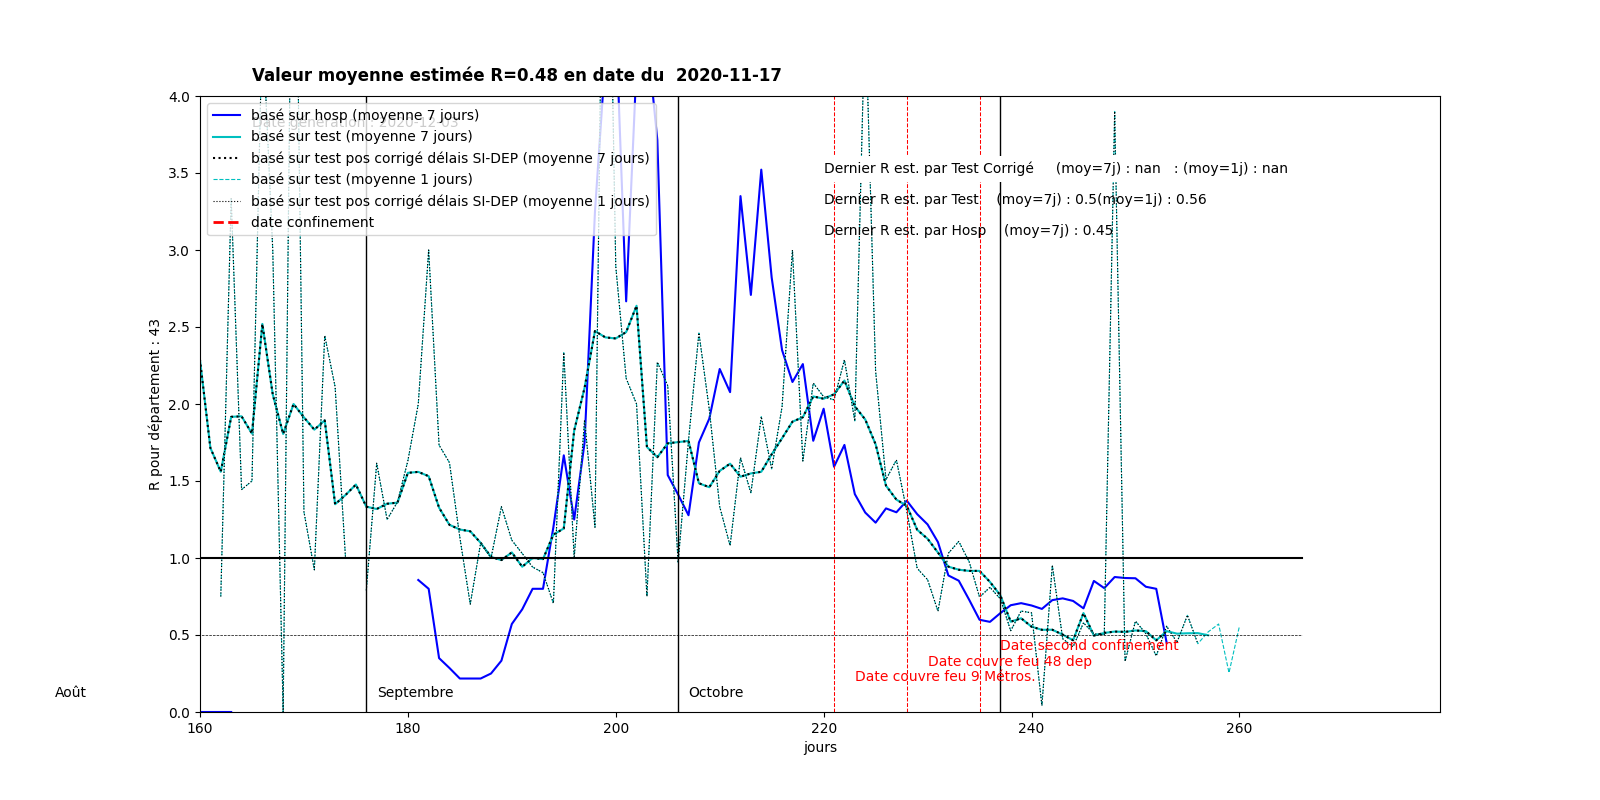 Valeur moyenne estimée R=0.48 en date du  2020-11-17
Date génération : 2020-12-03
basé sur hosp (moyenne 7 jours)
basé sur test (moyenne 7 jours)
basé sur test pos corrigé délais SI-DEP (moyenne 7 jours)
basé sur test (moyenne 1 jours)
basé sur test pos corrigé délais SI-DEP (moyenne 1 jours)
date confinement
Dernier R est. par Test Corrigé     (moy=7j) : nan   : (moy=1j) : nan
Dernier R est. par Test    (moy=7j) : 0.5(moy=1j) : 0.56
Dernier R est. par Hosp    (moy=7j) : 0.45
R pour département : 43
4.0
3.5
3.0
2.5
2.0
1.5
1.0
0.5
0.0
Date second confinement
Date couvre feu 48 dep
Date couvre feu 9 Métros.
Août
Septembre
Octobre
160 180 200 220 240 260
jours